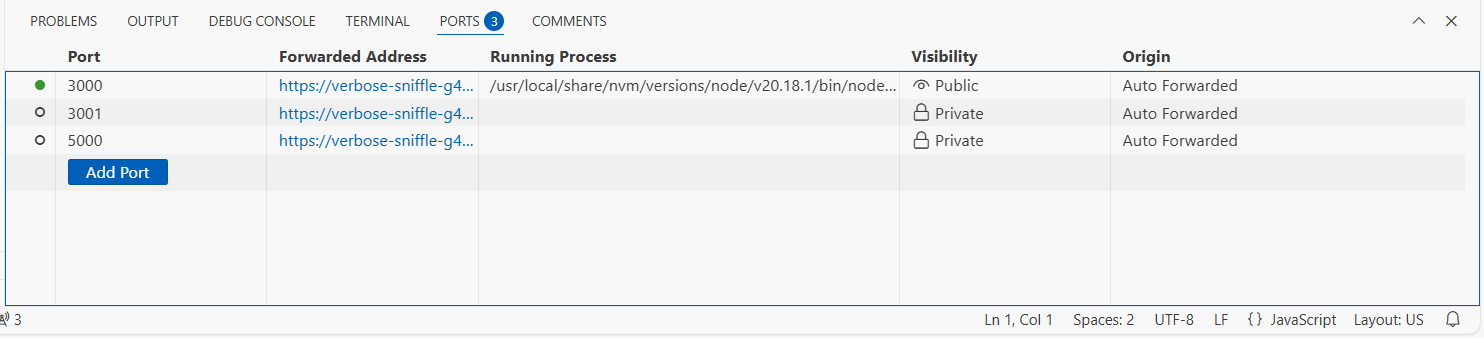 PROBLEMS OUTPUT DEBUG CONSOLE TERMINAL PORTS 3 COMMENTS
Port Forwarded Address Running Process Visibility Origin
3000 https://verbose-sniffle-g4... /usr/local/share/nvm/versions/node/v20.18.1/bin/node... Public Auto Forwarded
3001 https://verbose-sniffle-g4... Private Auto Forwarded
5000 https://verbose-sniffle-g4... Private Auto Forwarded
Add Port
3 Ln 1, Col 1 Spaces: 2 UTF-8 LF {} JavaScript Layout: US